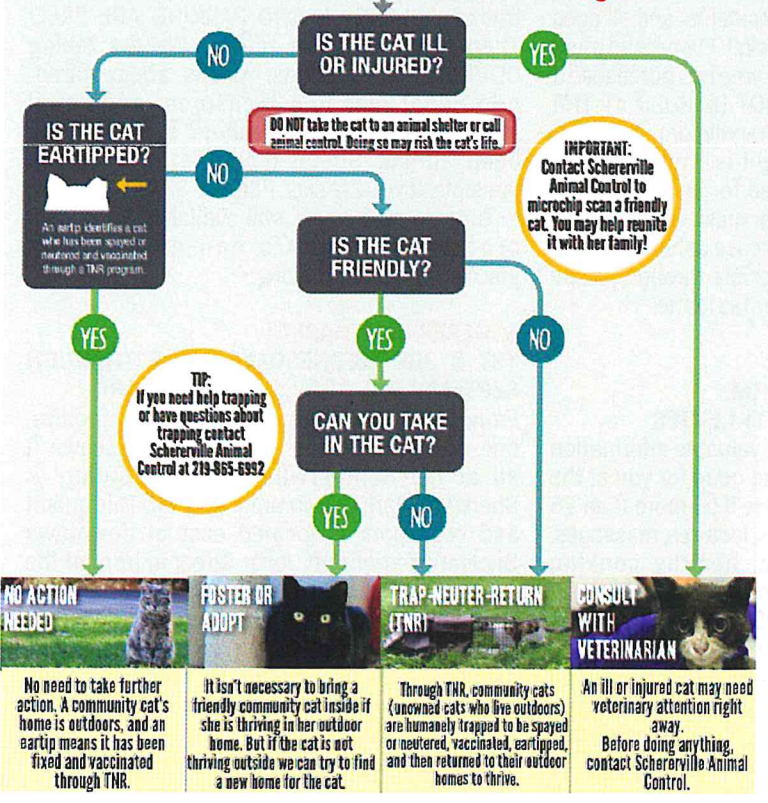 IS THE CAT ILL
OR INJURED?
NO
YES
DO NOT take the cat to an animal shelter or call
animal control. Doing so may risk the cat's life.
IS THE CAT
EARTIPPED?
An eartip identifies a cat
who has been spayed or
neutered and vaccinated
through a TNR program.
NO
IMPORTANT:
Contact Schererville
Animal Control to
microchip scan a friendly
cat. You may help reunite
it with her family!
IS THE CAT
FRIENDLY?
YES
YES
NO
TIP:
If you need help trapping
or have questions about
trapping contact
Schererville Animal
Control at 219-865-6992
CAN YOU TAKE
IN THE CAT?
YES
NO
NO ACTION
NEEDED
No need to take further
action. A community cat's
home is outdoors, and an
eartip means it has been
fixed and vaccinated
through TNR.
FOSTER OR
ADOPT
It isn't necessary to bring a
friendly community cat inside if
she is thriving in her outdoor
home. But if the cat is not
thriving outside we can try to find
a new home for the cat.
TRAP-NEUTER-RETURN
(TNR)
Through TNR, community cats
(unowned cats who live outdoors)
are humanely trapped to be spayed
or neutered, vaccinated, eartipped,
and then returned to their outdoor
homes to thrive.
CONSULT
WITH
VETERINARIAN
An ill or injured cat may need
veterinary attention right
away.
Before doing anything,
contact Schererville Animal
Control.